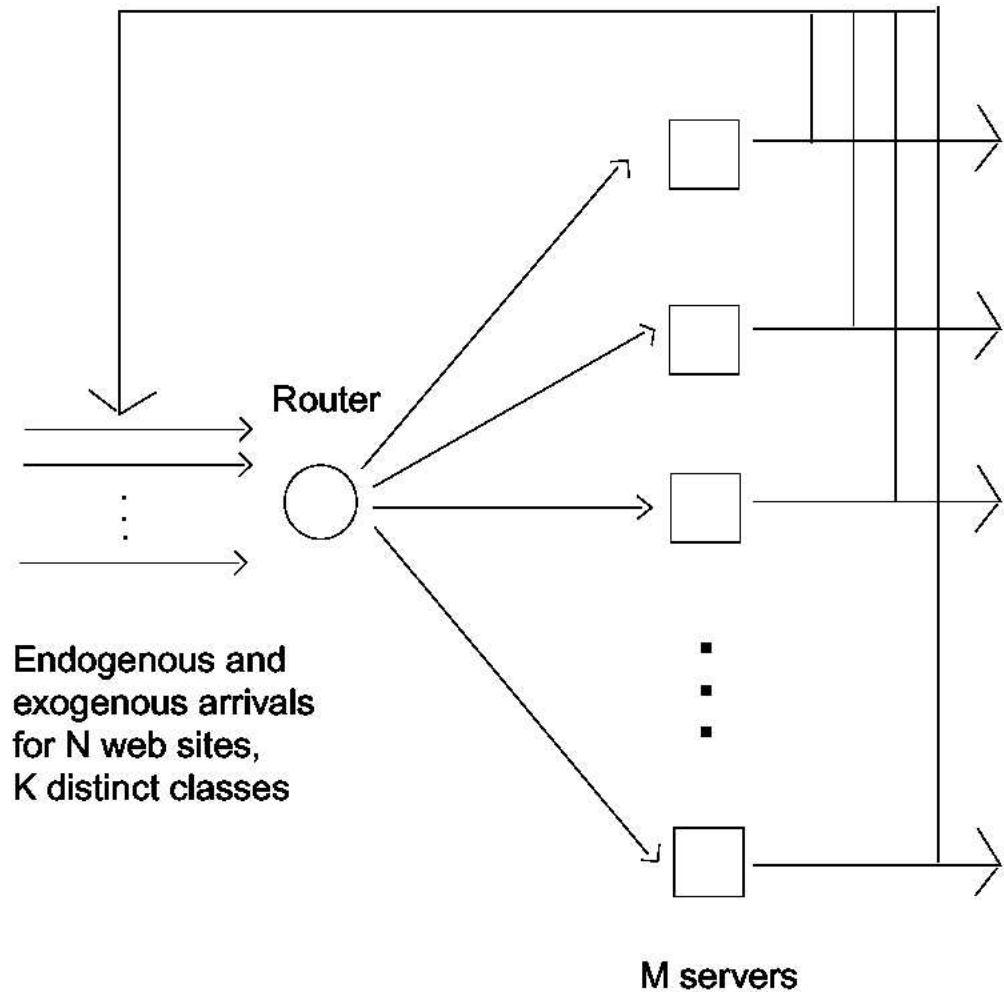 Router
Endogenous and
exogenous arrivals
for N web sites,
K distinct classes
M servers